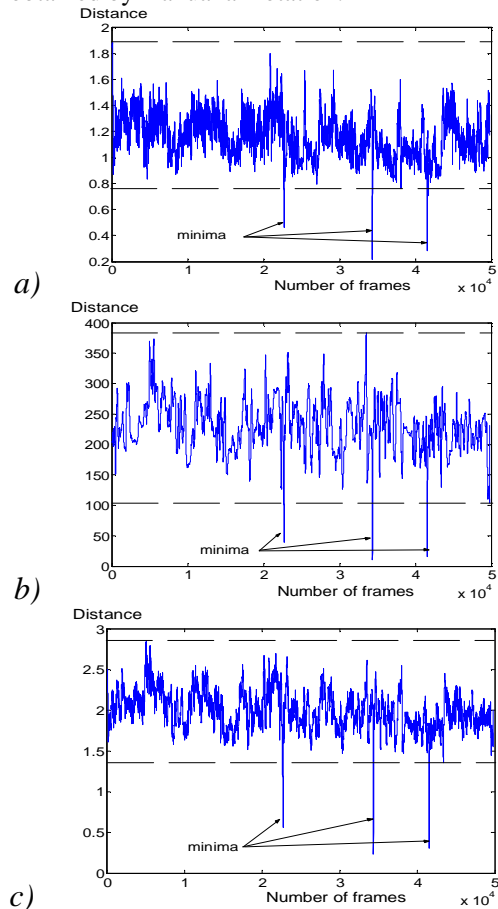 Distance
2
1.8
1.6
1.4
1.2
1
0.8
0.6
0.4
0.2
minima
0 1 2 3 4 5
Number of frames
x 10^4
a)
Distance
400
350
300
250
200
150
100
50
0
minima
0 1 2 3 4 5
Number of frames
x 10^4
b)
Distance
3
2.5
2
1.5
1
0.5
0
minima
0 1 2 3 4 5
Number of frames
x 10^4
c)